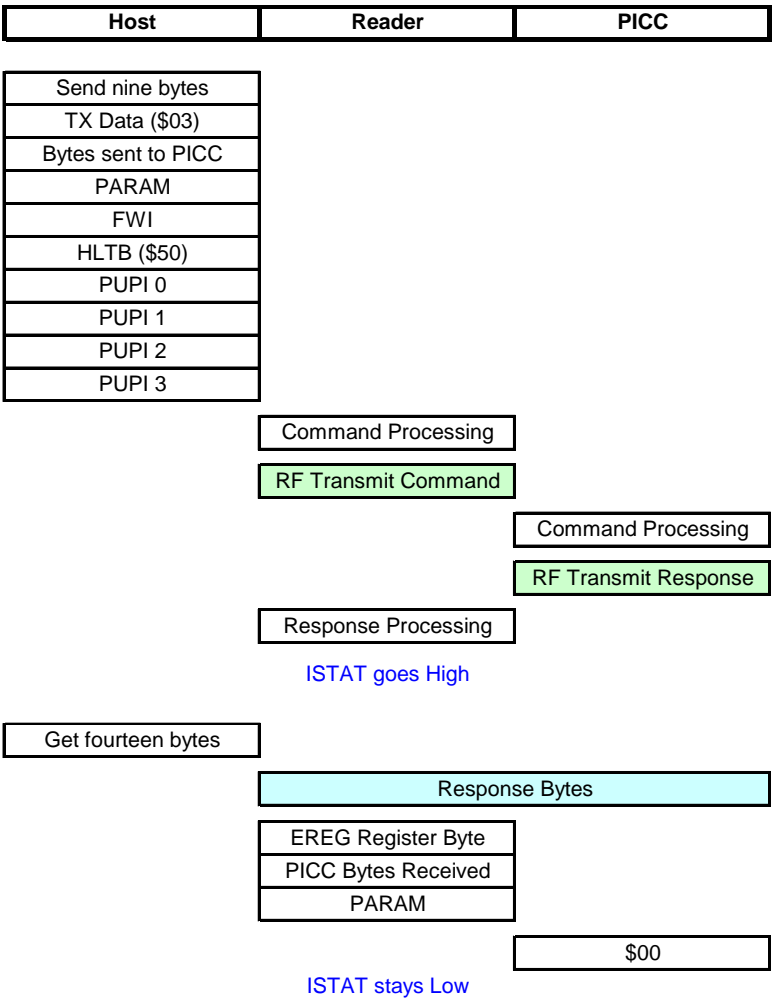 Host Reader PICC
Send nine bytes
TX Data ($03)
Bytes sent to PICC
PARAM
FWI
HLTB ($50)
PUPI 0
PUPI 1
PUPI 2
PUPI 3
Command Processing
RF Transmit Command
Command Processing
RF Transmit Response
Response Processing
ISTAT goes High
Get fourteen bytes
Response Bytes
EREG Register Byte
PICC Bytes Received
PARAM
$00
ISTAT stays Low